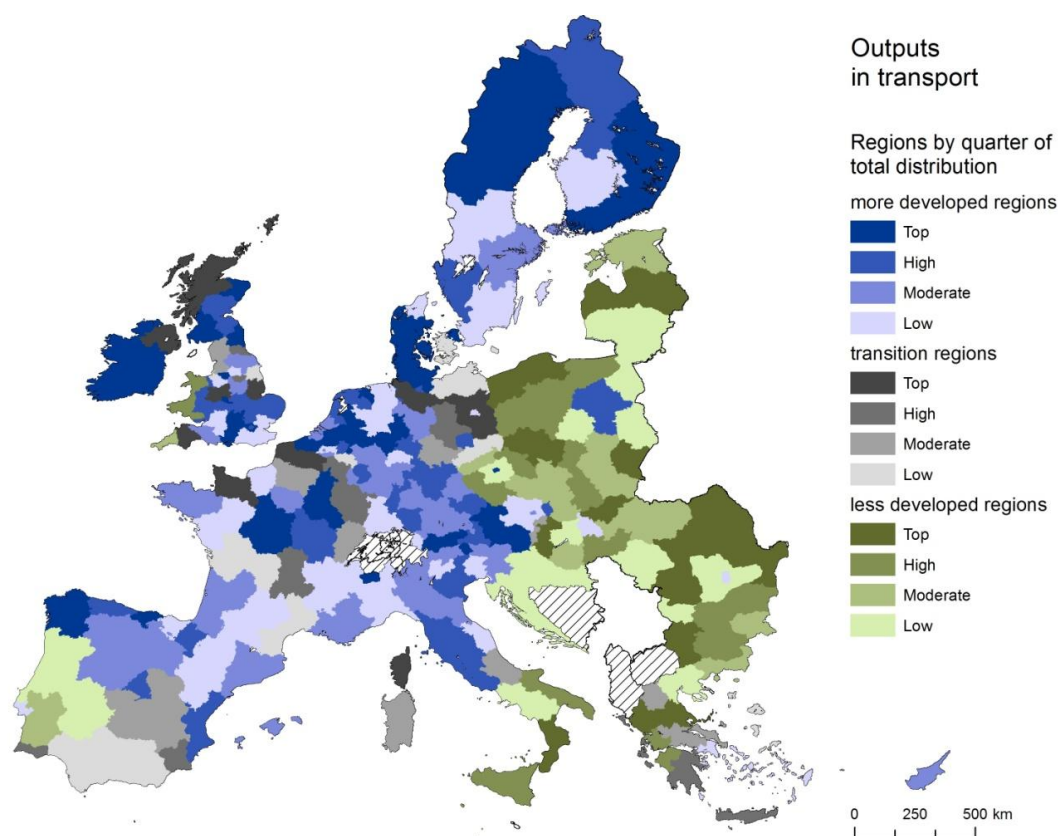 Outputs
in transport
Regions by quarter of
total distribution
more developed regions
Top
High
Moderate
Low
transition regions
Top
High
Moderate
Low
less developed regions
Top
High
Moderate
Low
0 250 500 km